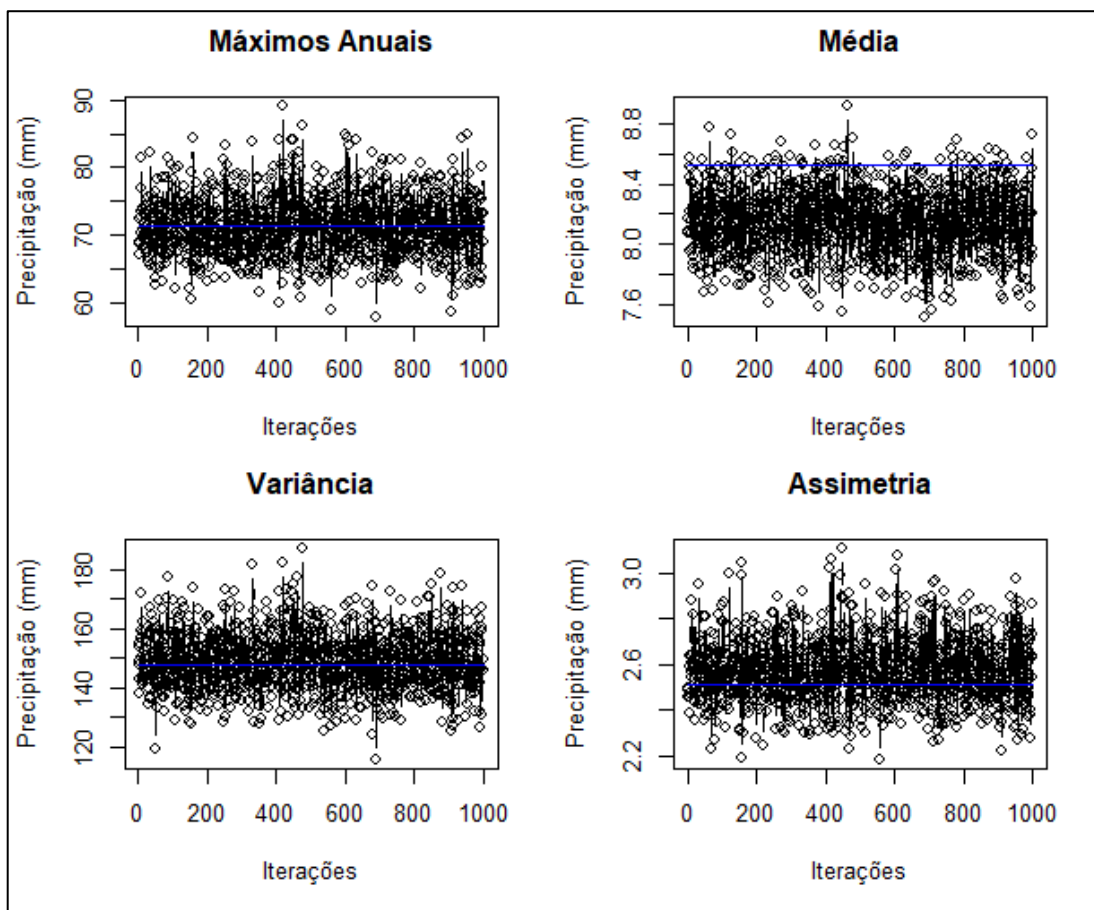 Máximos Anuais
Precipitação (mm)
60 70 80 90
0 200 400 600 800 1000
Iterações
Média
Precipitação (mm)
7.6 8.0 8.4 8.8
0 200 400 600 800 1000
Iterações
Variância
Precipitação (mm)
120 140 160 180
0 200 400 600 800 1000
Iterações
Assimetria
Precipitação (mm)
2.2 2.6 3.0
0 200 400 600 800 1000
Iterações